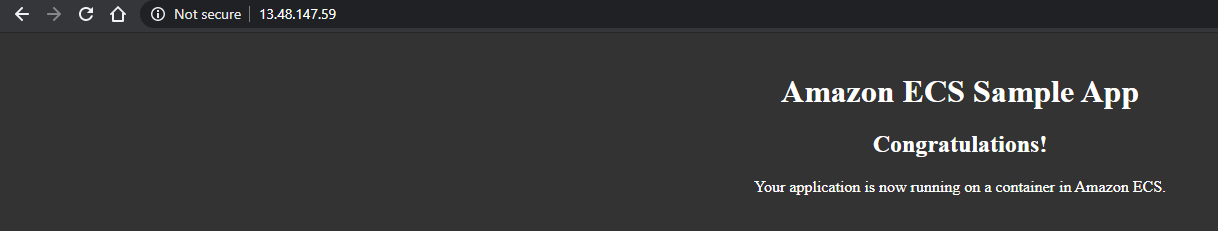 Not secure 13.48.147.59
Amazon ECS Sample App
Congratulations!
Your application is now running on a container in Amazon ECS.